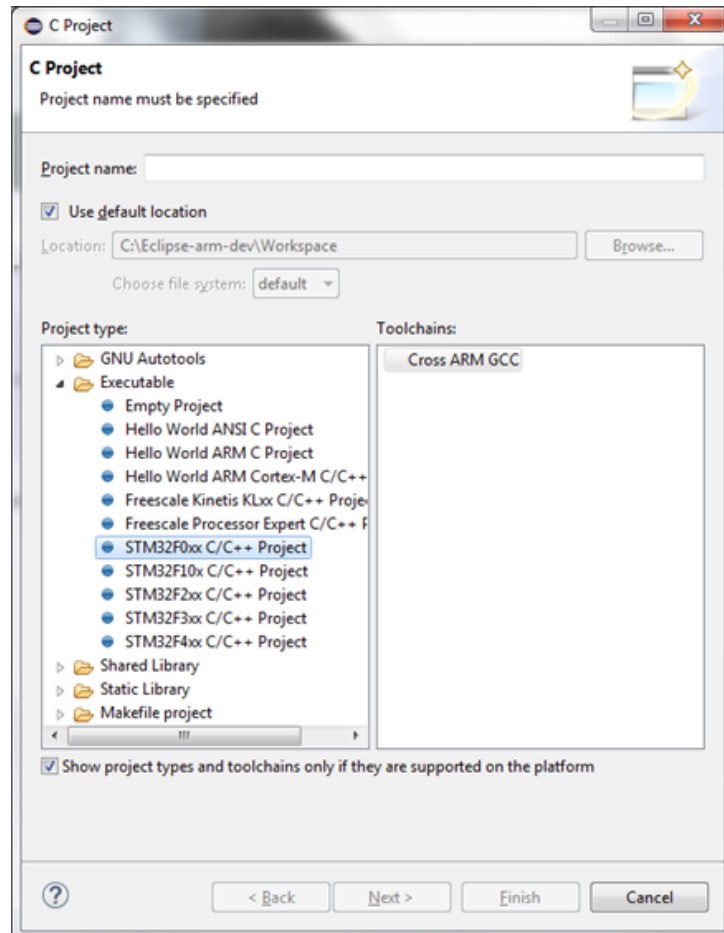 C Project
C Project
Project name must be specified
Project name:
Use default location
Location: C:\Eclipse-arm-dev\Workspace Browse...
Choose file system: default
Project type: Toolchains:
GNU Autotools Cross ARM GCC
Executable
Empty Project
Hello World ANSI C Project
Hello World ARM C Project
Hello World ARM Cortex-M C/C++
Freescale Kinetis KLxx C/C++ Proje
Freescale Processor Expert C/C++ P
STM32F0xx C/C++ Project
STM32F10x C/C++ Project
STM32F2xx C/C++ Project
STM32F3xx C/C++ Project
STM32F4xx C/C++ Project
Shared Library
Static Library
Makefile project
Show project types and toolchains only if they are supported on the platform
? < Back Next > Finish Cancel